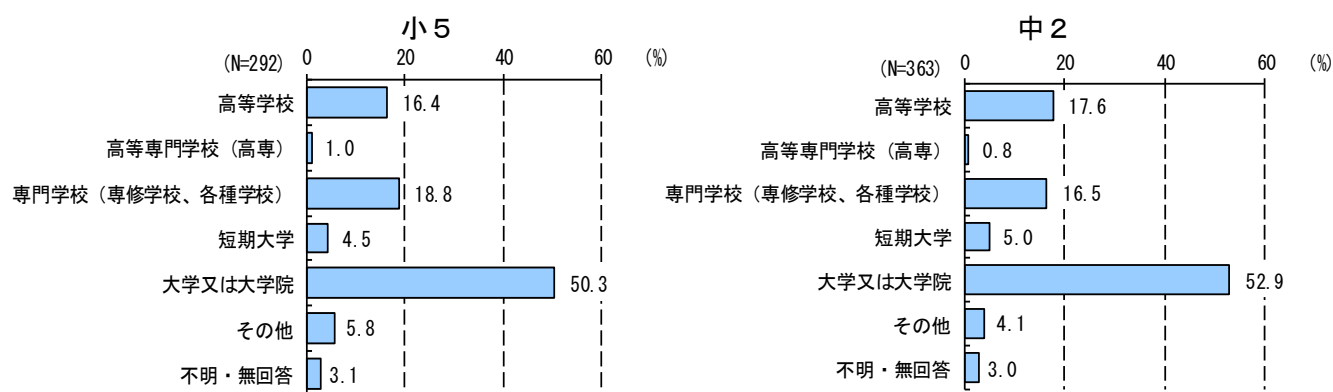 小５
(N=292)
0 20 40 60 (%)
高等学校 16.4
高等専門学校（高専） 1.0
専門学校（専修学校、各種学校） 18.8
短期大学 4.5
大学又は大学院 50.3
その他 5.8
不明・無回答 3.1
中２
(N=363)
0 20 40 60 (%)
高等学校 17.6
高等専門学校（高専） 0.8
専門学校（専修学校、各種学校） 16.5
短期大学 5.0
大学又は大学院 52.9
その他 4.1
不明・無回答 3.0